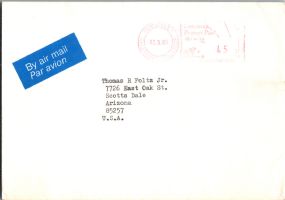 By air mail
Par avion
Thomas R Foltz Jr.
7726 East Oak St.
Scotts Dale
Arizona
85257
U.S.A.